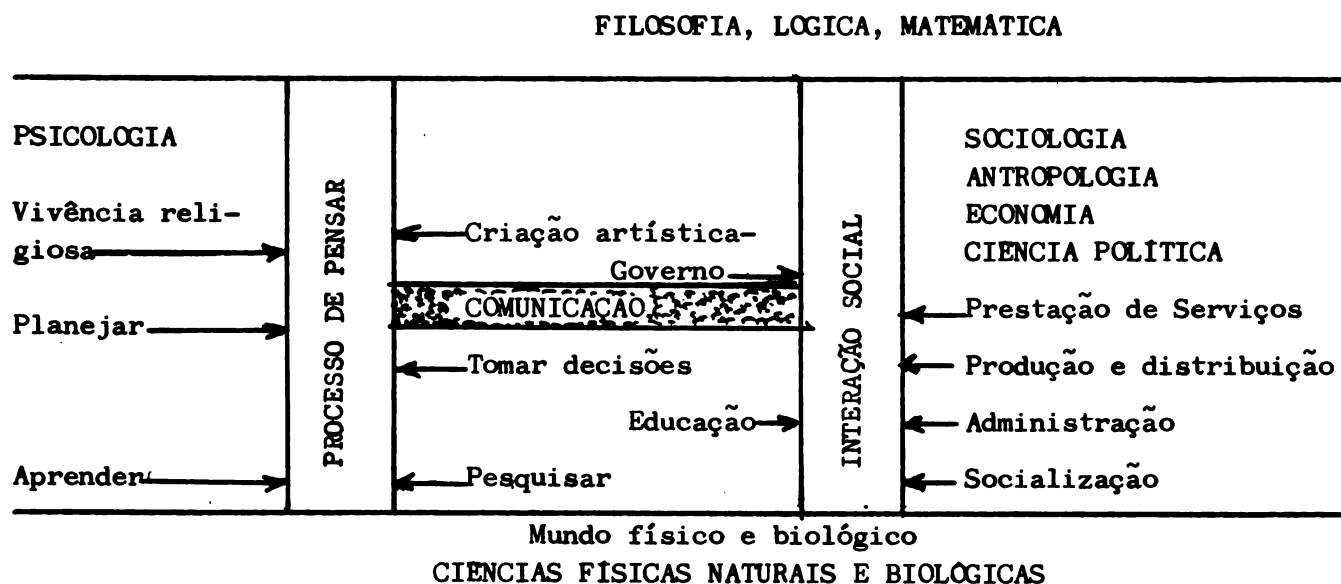 FILOSOFIA, LOGICA, MATEMÁTICA
PSICOLOGIA
Vivência reli-
giosa
Planejar
Aprender
PROCESSO DE PENSAR
Criação artística-
Governo
COMUNICAÇÃO
Tomar decisões
Educação
Pesquisar
INTERAÇÃO SOCIAL
SOCIOLOGIA
ANTROPOLOGIA
ECONOMIA
CIÊNCIA POLÍTICA
Prestação de Serviços
Produção e distribuição
Administração
Socialização
Mundo físico e biológico
CIENCIAS FÍSICAS NATURAIS E BIOLÓGICAS